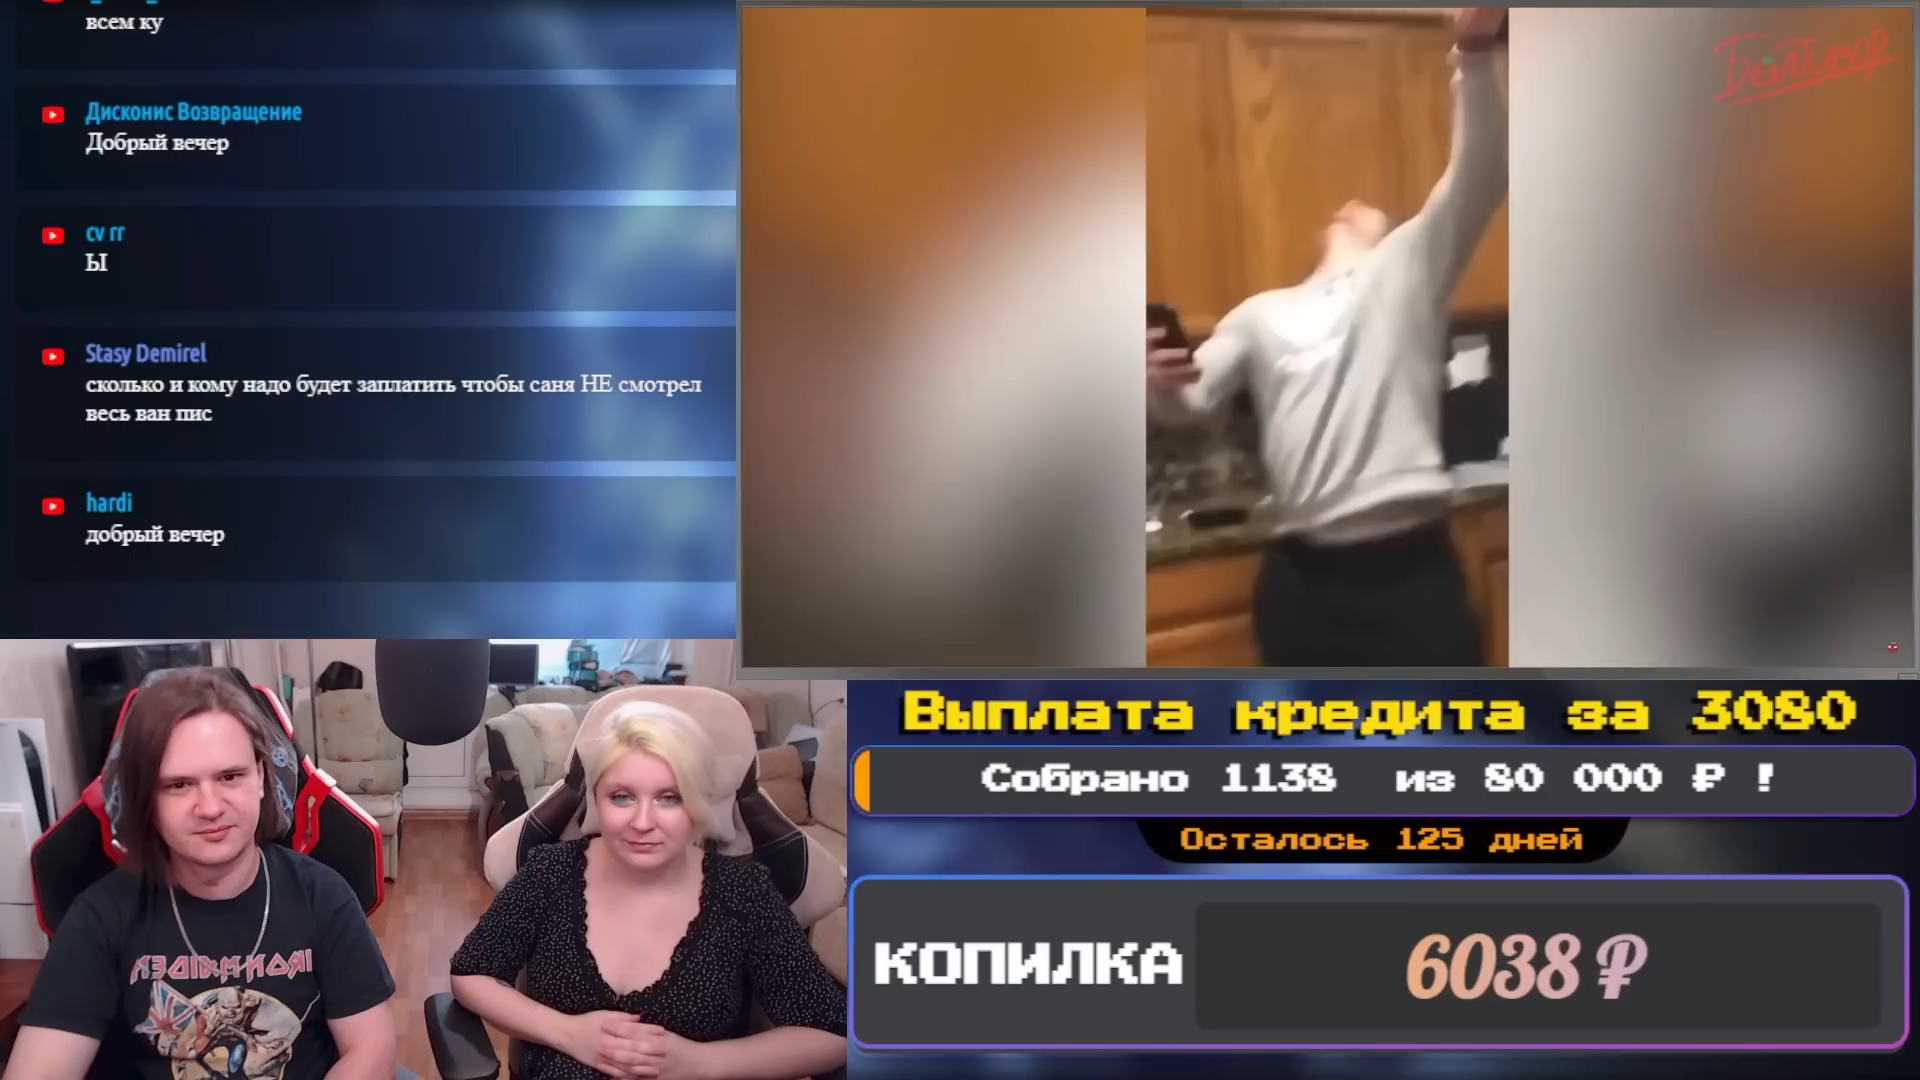 всем ку
Дисконис Возвращение
Добрый вечер
cv rr
Ы
Stasy Demirel
сколько и кому надо будет заплатить чтобы саня НЕ смотрел
весь ван пис
hardi
добрый вечер
Выплата кредита за 3080
Собрано 1138 из 80 000 ₽ !
Осталось 125 дней
КОПИЛКА
6038 ₽
IRON MAIDEN